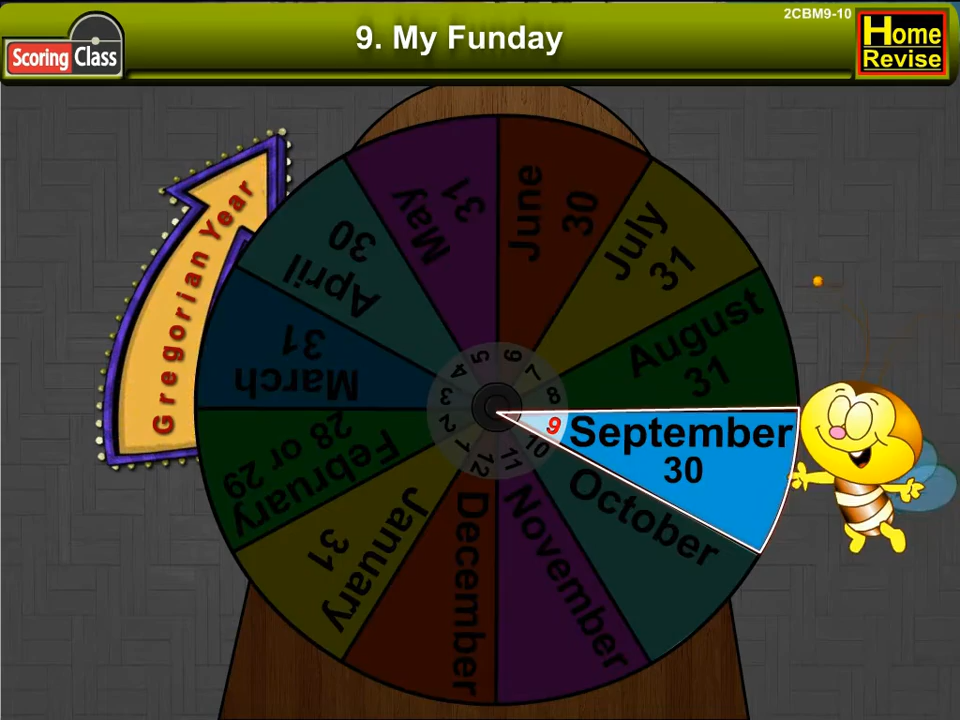 2CBM9-10
Scoring Class
9. My Funday
Home
Revise
Gregorian Year
January
31
1
February
28 or 29
2
March
31
3
April
30
4
May
31
5
June
30
6
July
31
7
August
31
8
September
30
9
October
10
November
11
December
12